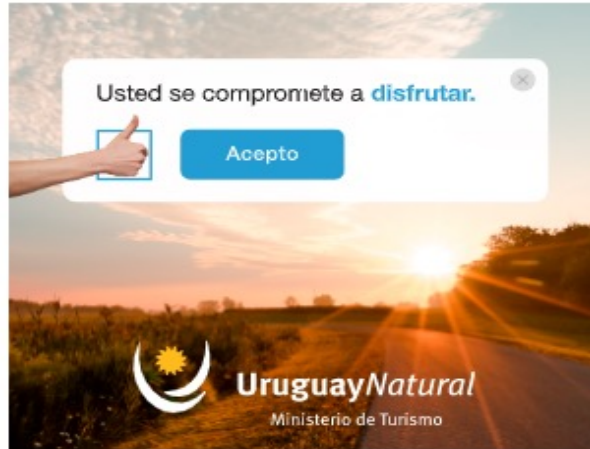 Usted se compromete a disfrutar.
Acepto
UruguayNatural
Ministerio de Turismo